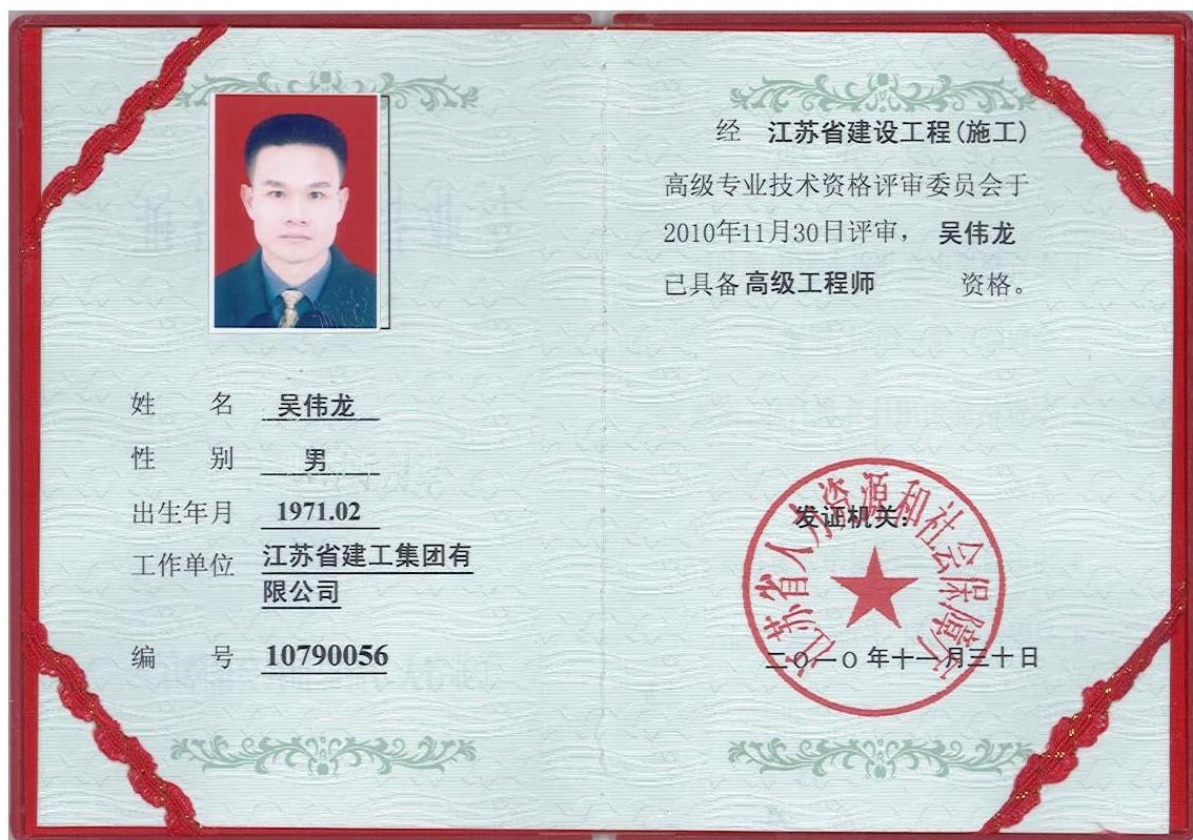 姓 名 吴伟龙
性 别 男
出生年月 1971.02
工作单位 江苏省建工集团有
限公司
编 号 10790056
经 江苏省建设工程(施工)
高级专业技术资格评审委员会于
2010年11月30日评审， 吴伟龙
已具备 高级工程师 资格。
江苏省人力资源和社会保障厅
发证机关：
二〇一〇年十一月三十日